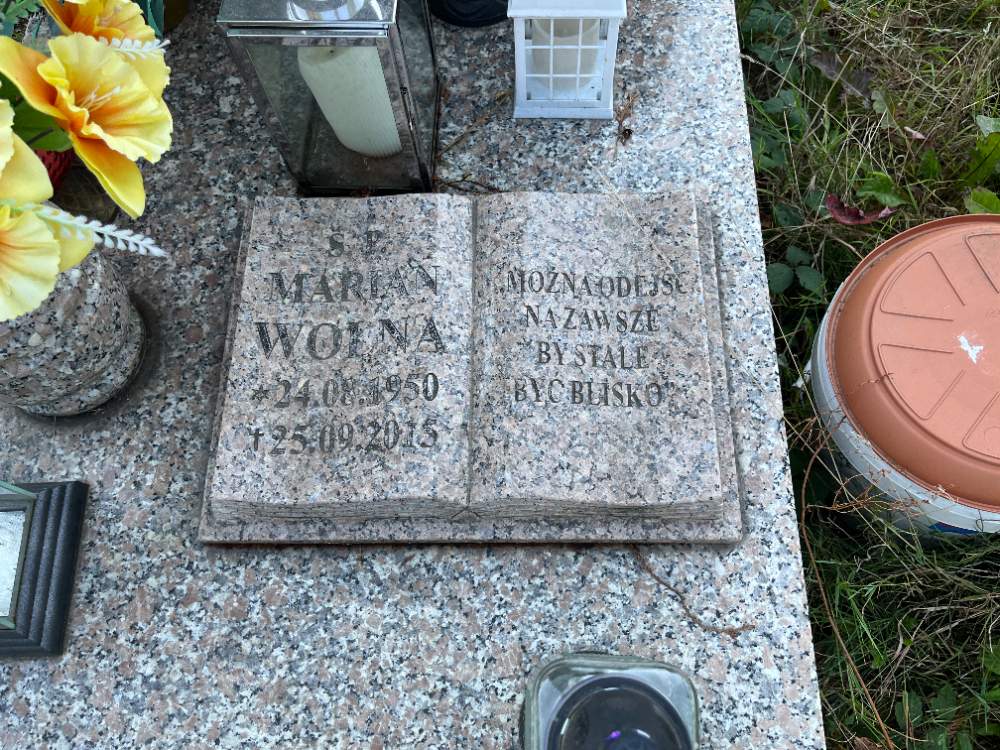 Ś. P.
MARIAN
WOLNA
*24.08.1950
†25.09.2015
MOŻNA ODEJŚĆ
NA ZAWSZE
BY STALE
BYĆ BLISKO